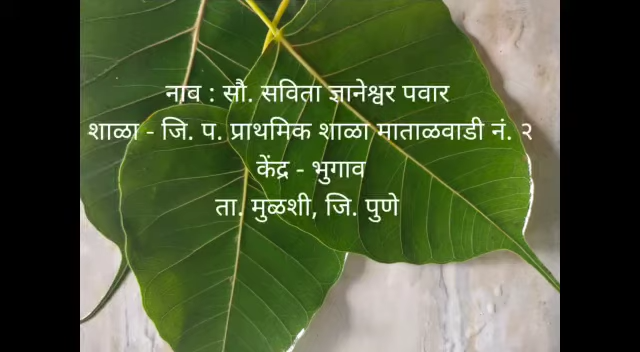 नाव : सौ. सविता ज्ञानेश्वर पवार
शाळा - जि. प. प्राथमिक शाळा माताळवाडी नं. २
केंद्र - भुगाव
ता. मुळशी, जि. पुणे